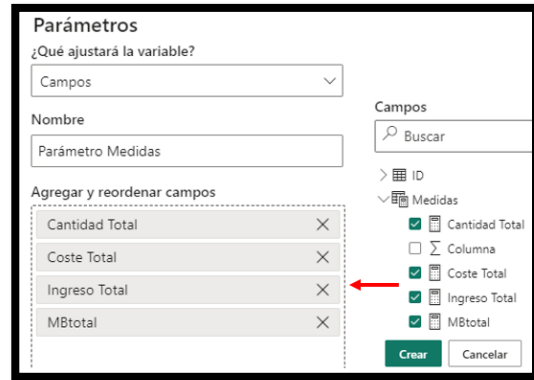 Parámetros
¿Qué ajustará la variable?
Campos
Nombre
Parámetro Medidas
Agregar y reordenar campos
Cantidad Total
Coste Total
Ingreso Total
MBtotal
Campos
Buscar
ID
Medidas
Cantidad Total
Columna
Coste Total
Ingreso Total
MBtotal
Crear
Cancelar